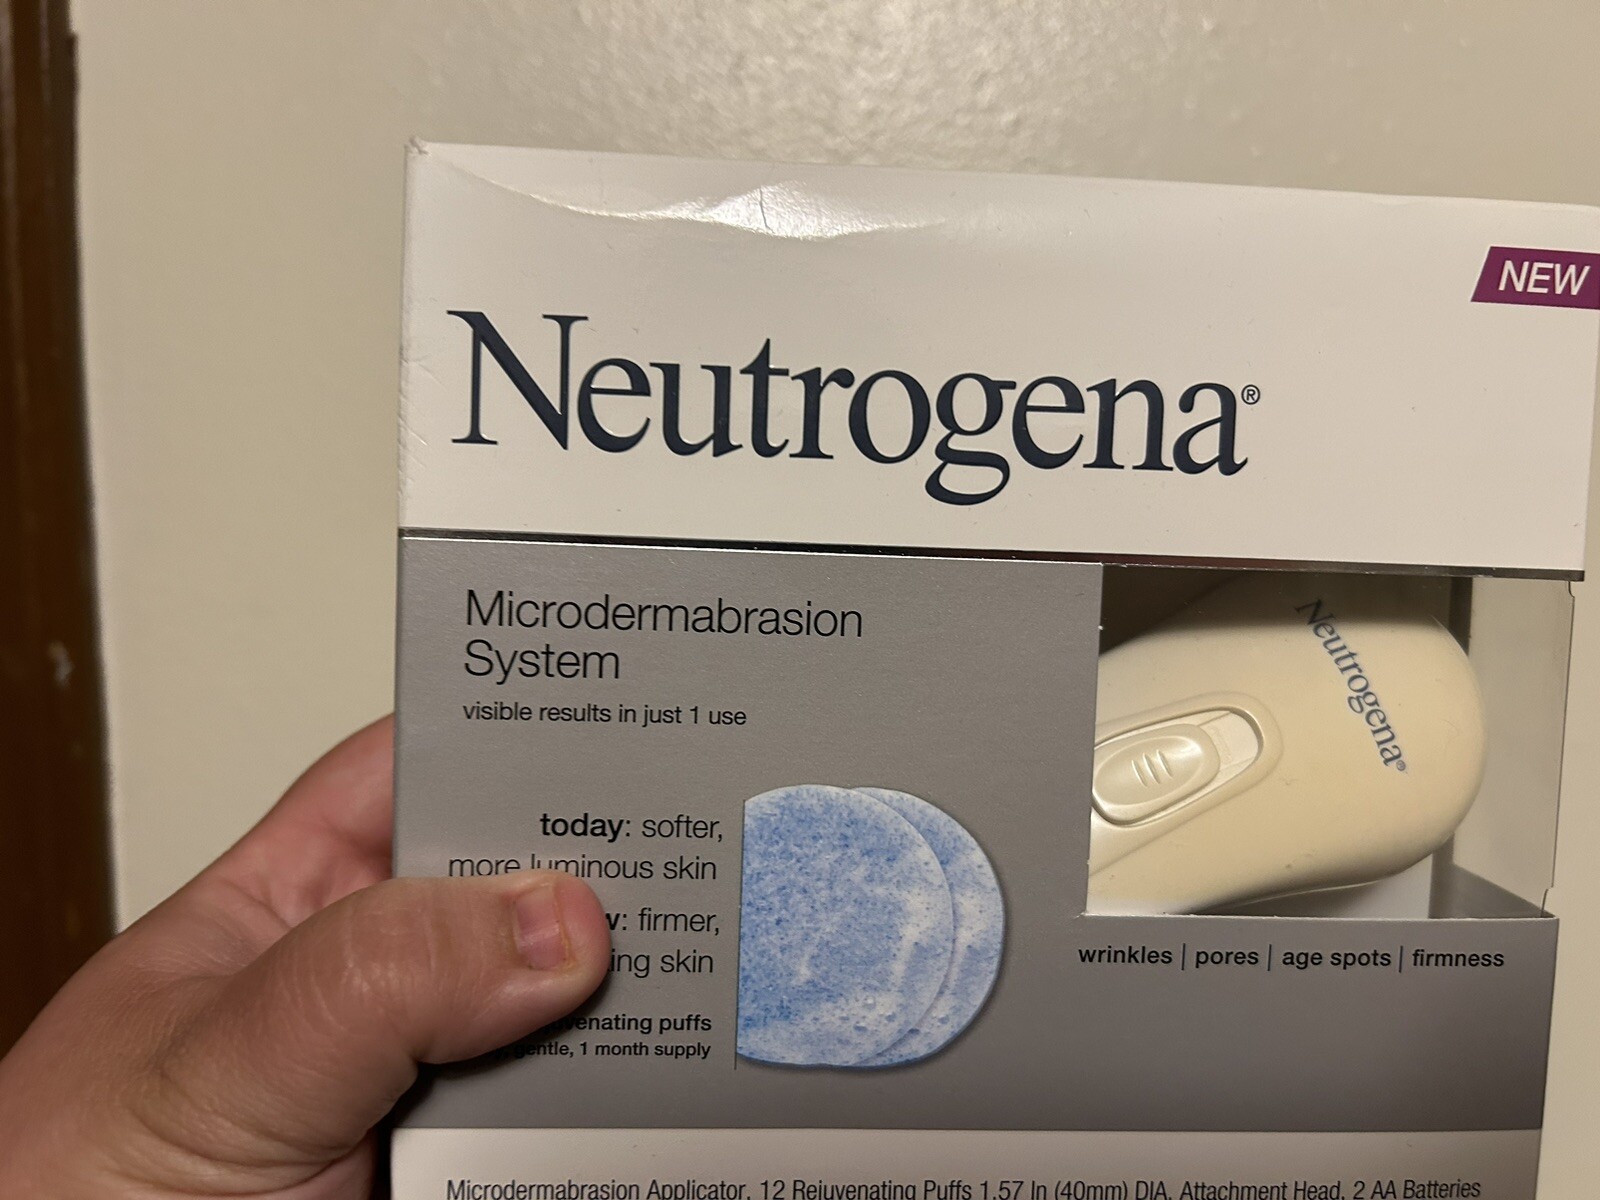 NEW
Neutrogena®
Microdermabrasion
System
visible results in just 1 use
Neutrogena®
today: softer,
more luminous skin
firmer,
skin
puffs
gentle, 1 month supply
wrinkles | pores | age spots | firmness
Microdermabrasion Applicator, 12 Rejuvenating Puffs 1.57 In (40mm) DIA, Attachment Head, 2 AA Batteries